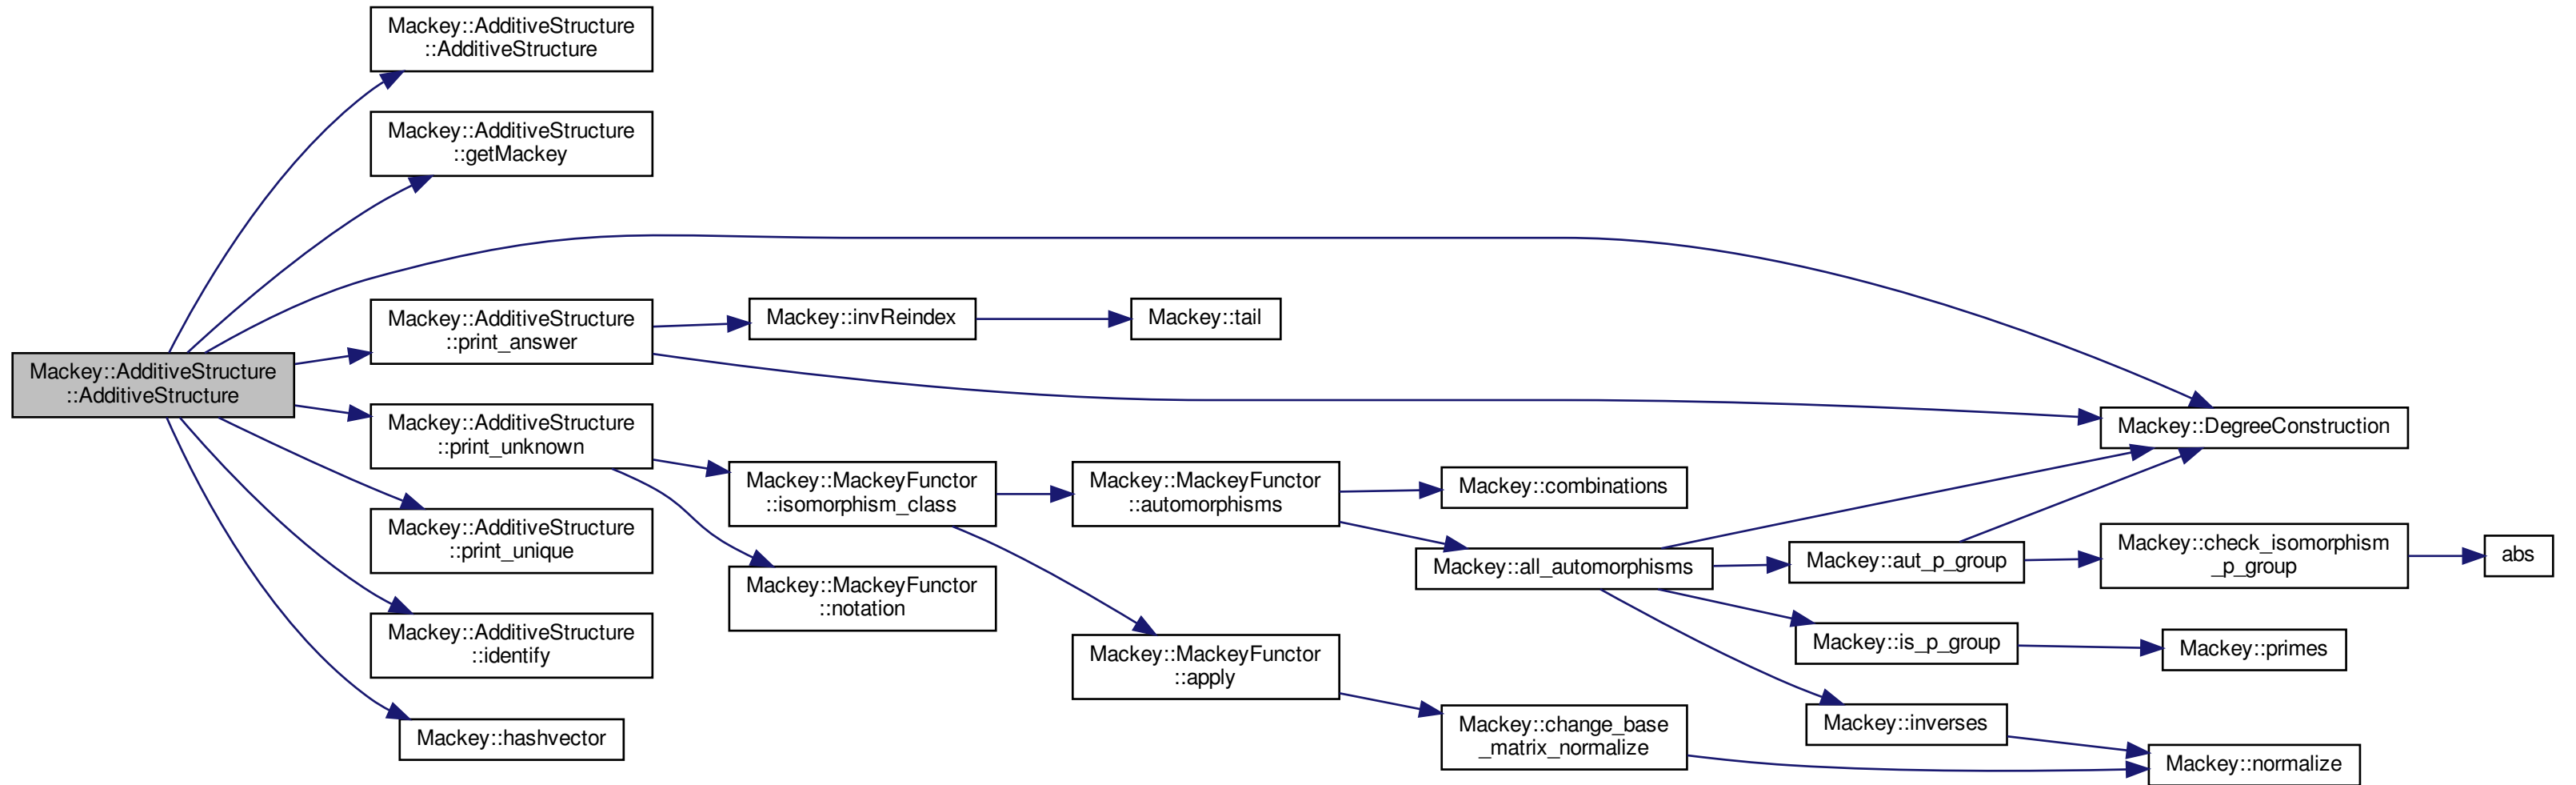 Mackey::AdditiveStructure
::AdditiveStructure
Mackey::AdditiveStructure
::AdditiveStructure
Mackey::AdditiveStructure
::getMackey
Mackey::AdditiveStructure
::print_answer
Mackey::AdditiveStructure
::print_unknown
Mackey::AdditiveStructure
::print_unique
Mackey::AdditiveStructure
::identify
Mackey::hashvector
Mackey::invReindex
Mackey::tail
Mackey::MackeyFunctor
::isomorphism_class
Mackey::MackeyFunctor
::notation
Mackey::MackeyFunctor
::automorphisms
Mackey::MackeyFunctor
::apply
Mackey::combinations
Mackey::all_automorphisms
Mackey::change_base
_matrix_normalize
Mackey::aut_p_group
Mackey::is_p_group
Mackey::inverses
Mackey::DegreeConstruction
Mackey::check_isomorphism
_p_group
Mackey::primes
Mackey::normalize
abs